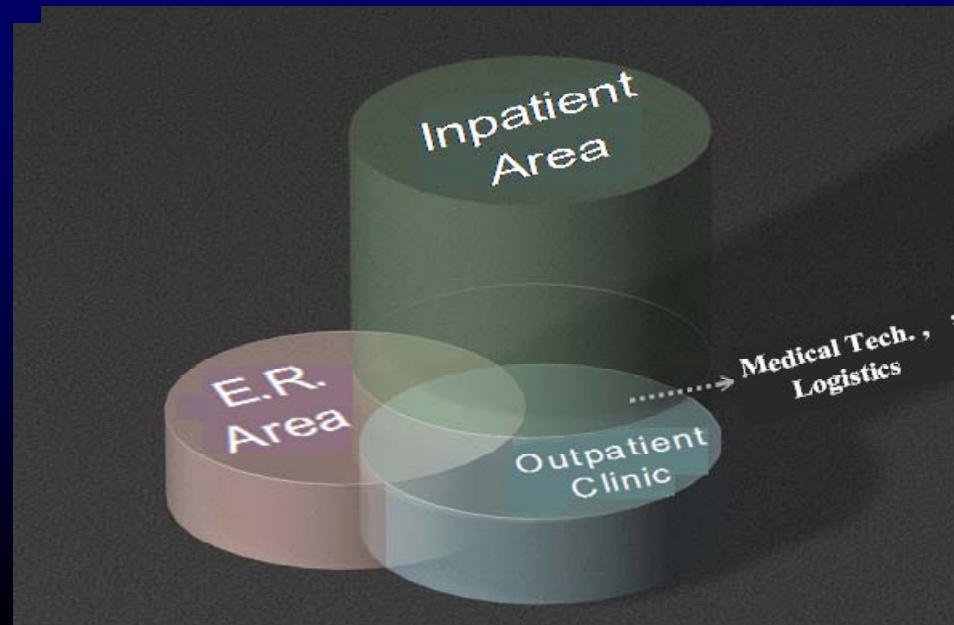 Inpatient
Area
E.R.
Area
Outpatient
Clinic
Medical Tech. ,
Logistics